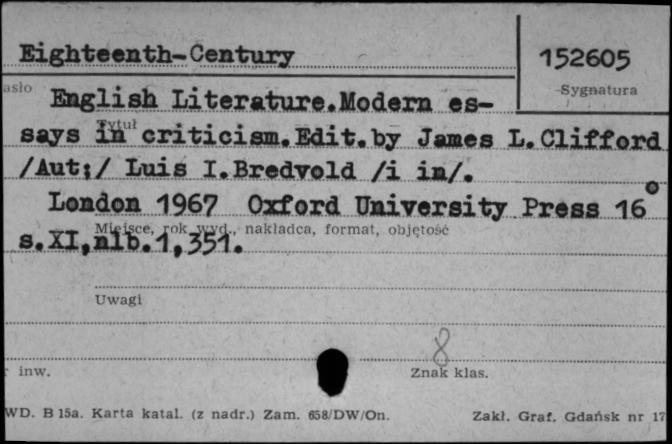 Eighteenth-Century
152605
asło
Sygnatura
English Literature.Modern es-
Tytuł
says in criticism.Edit.by James L.Clifford
/Aut:/ Luis I.Bredvold /i in/.
London 1967 Oxford University Press 16°
Miejsce, rok wyd., nakładca, format, objętość
s.XI,nlb.1,351.
Uwagi
8
r inw.
Znak klas.
WD. B 15a. Karta katal. (z nadr.) Zam. 658/DW/On.
Zakł. Graf. Gdańsk nr 17